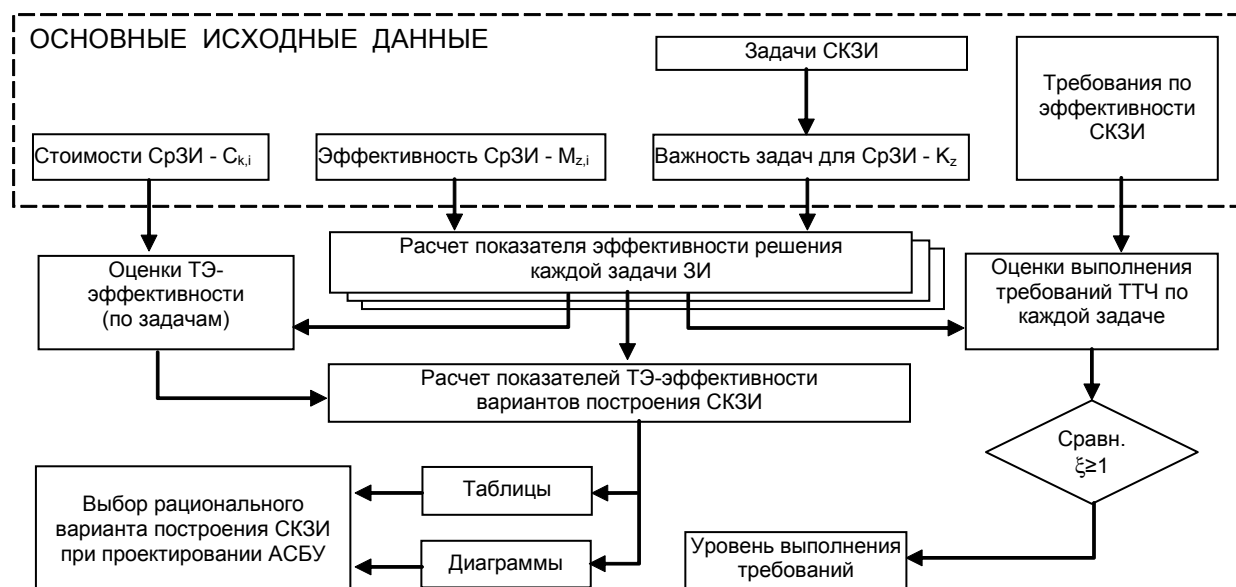 ОСНОВНЫЕ ИСХОДНЫЕ ДАННЫЕ
Задачи СКЗИ
Требования по
эффективности
СКЗИ
Стоимости СрЗИ - Ck,i
Эффективность СрЗИ - Mz,i
Важность задач для СрЗИ - Kz
Расчет показателя эффективности решения
каждой задачи ЗИ
Оценки ТЭ-
эффективности
(по задачам)
Оценки выполнения
требований ТТЧ по
каждой задаче
Расчет показателей ТЭ-эффективности
вариантов построения СКЗИ
Сравн.
ξ≥1
Выбор рационального
варианта построения СКЗИ
при проектировании АСБУ
Таблицы
Диаграммы
Уровень выполнения
требований